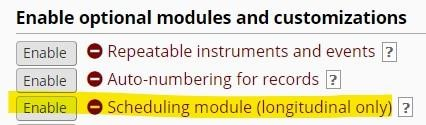 Enable optional modules and customizations
Enable Repeatable instruments and events ?
Enable Auto-numbering for records ?
Enable Scheduling module (longitudinal only) ?